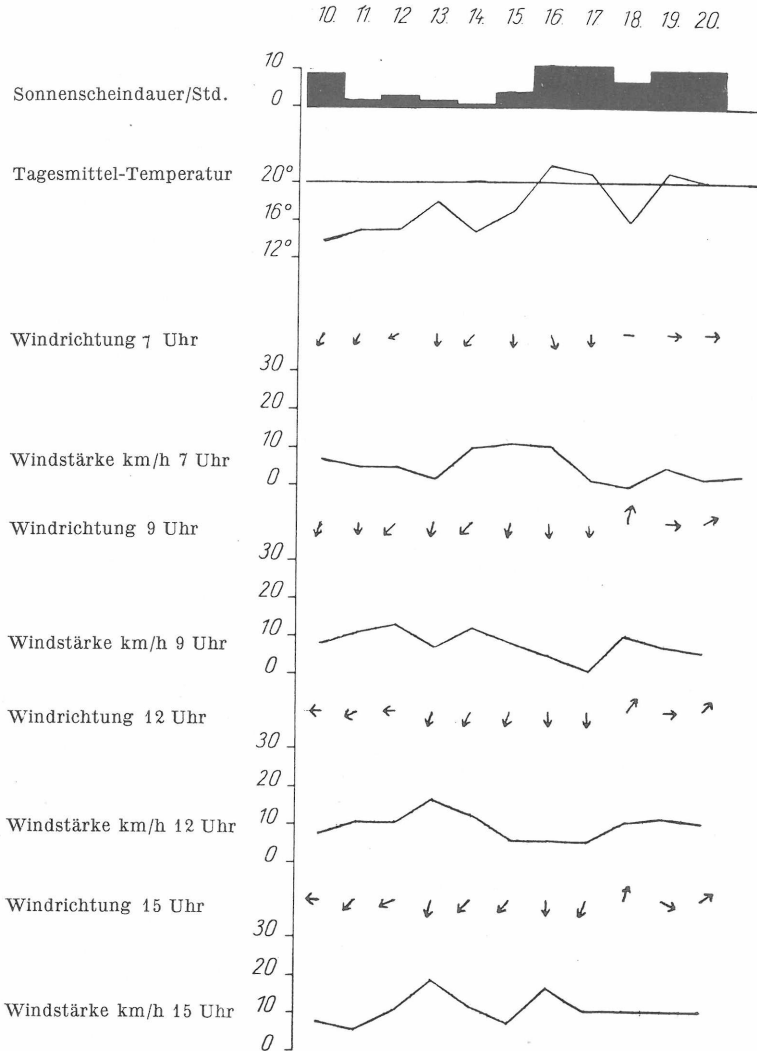 10. 11. 12 13. 14. 15. 16. 17. 18. 19. 20.
10
Sonnenscheindauer/Std.
0
Tagesmittel-Temperatur
20°
16°
12°
Windrichtung 7 Uhr
30
20
10
Windstärke km/h 7 Uhr
0
Windrichtung 9 Uhr
30
20
10
Windstärke km/h 9 Uhr
0
Windrichtung 12 Uhr
30
20
10
Windstärke km/h 12 Uhr
0
Windrichtung 15 Uhr
30
20
10
Windstärke km/h 15 Uhr
0